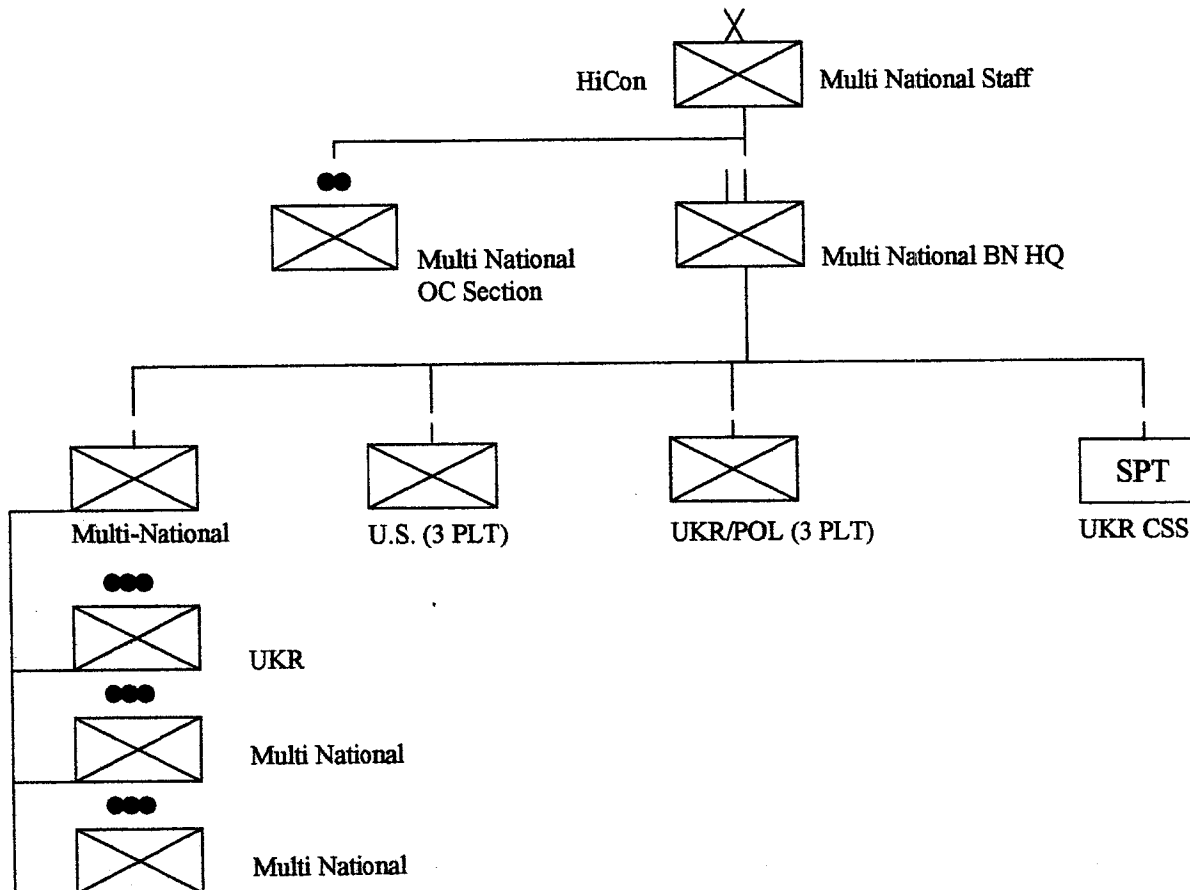 HiCon
Multi National Staff
Multi National
OC Section
Multi National BN HQ
SPT
Multi-National
U.S. (3 PLT)
UKR/POL (3 PLT)
UKR CSS
UKR
Multi National
Multi National